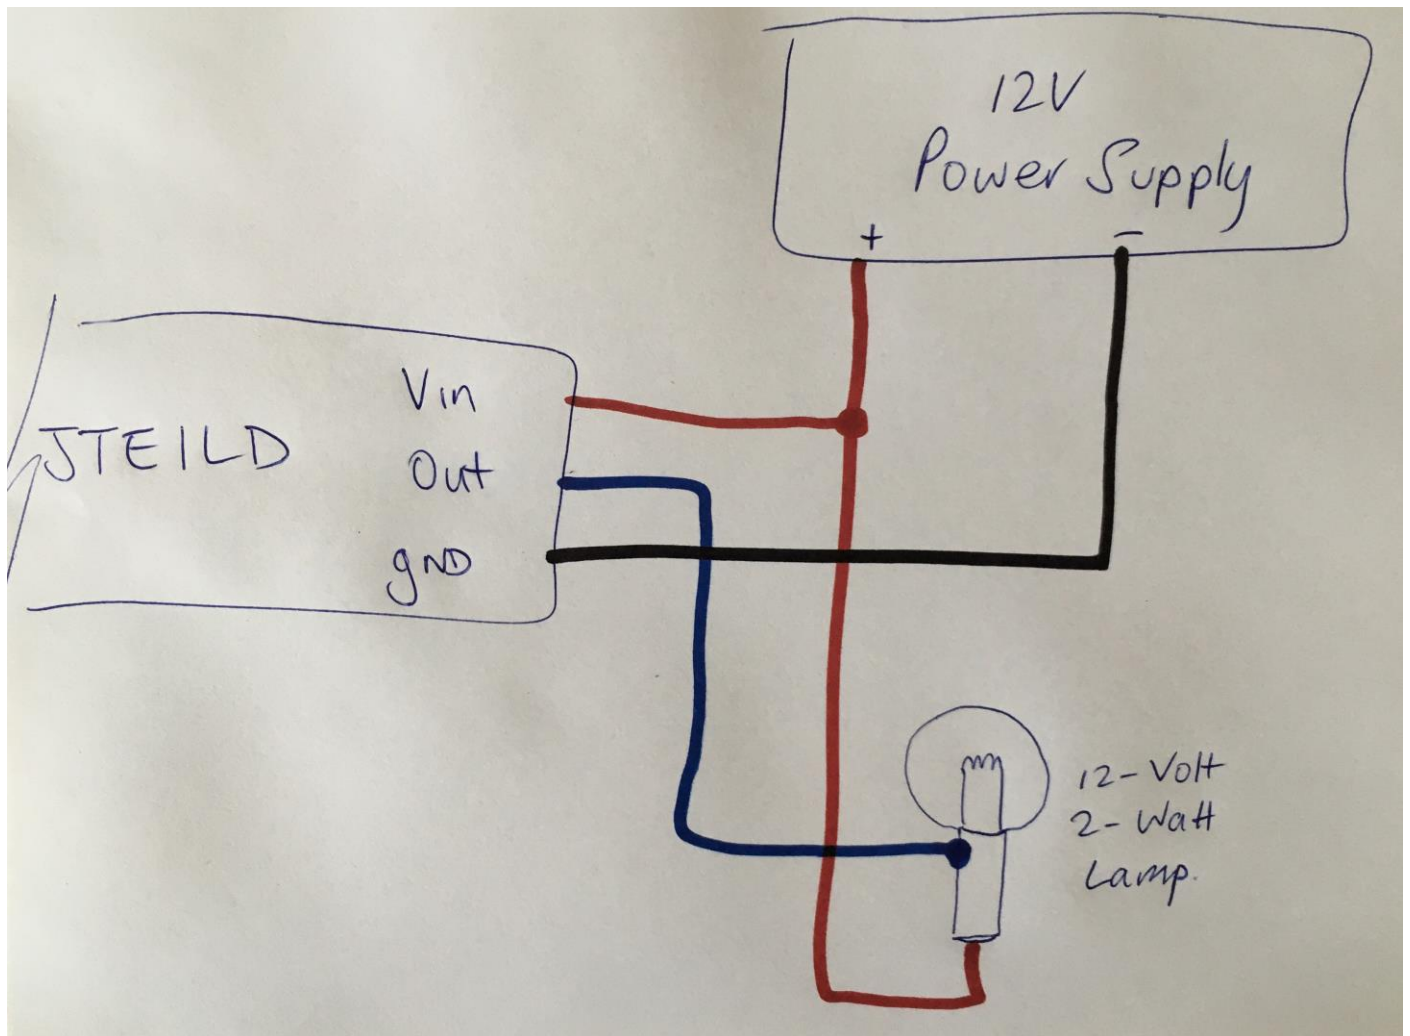 12V
Power Supply
+ −
Vin
JTEILD
Out
gND
12-Volt
2-Watt
Lamp.